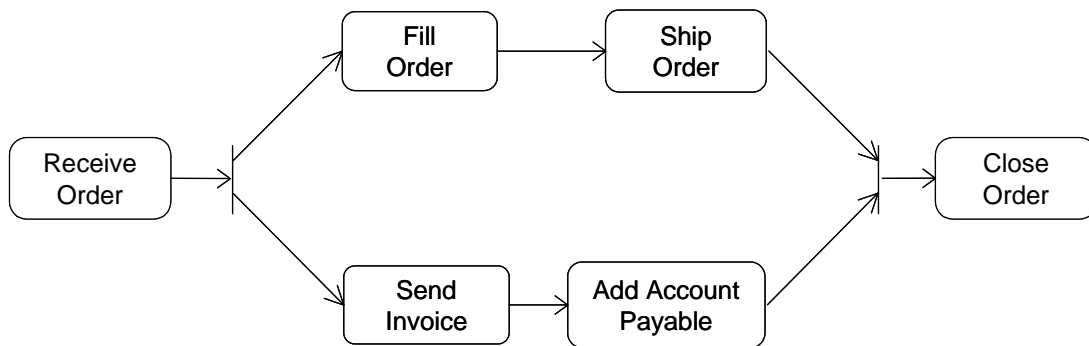 Fill
Order
Ship
Order
Receive
Order
Close
Order
Send
Invoice
Add Account
Payable